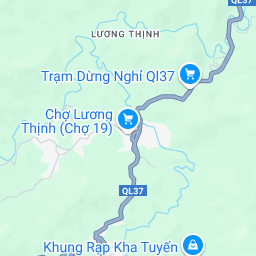 LƯƠNG THỊNH
Trạm Dừng Nghỉ Ql37
Chợ Lương
Thịnh (Chợ 19)
QL37
QL37
Khung Rạp Kha Tuyến